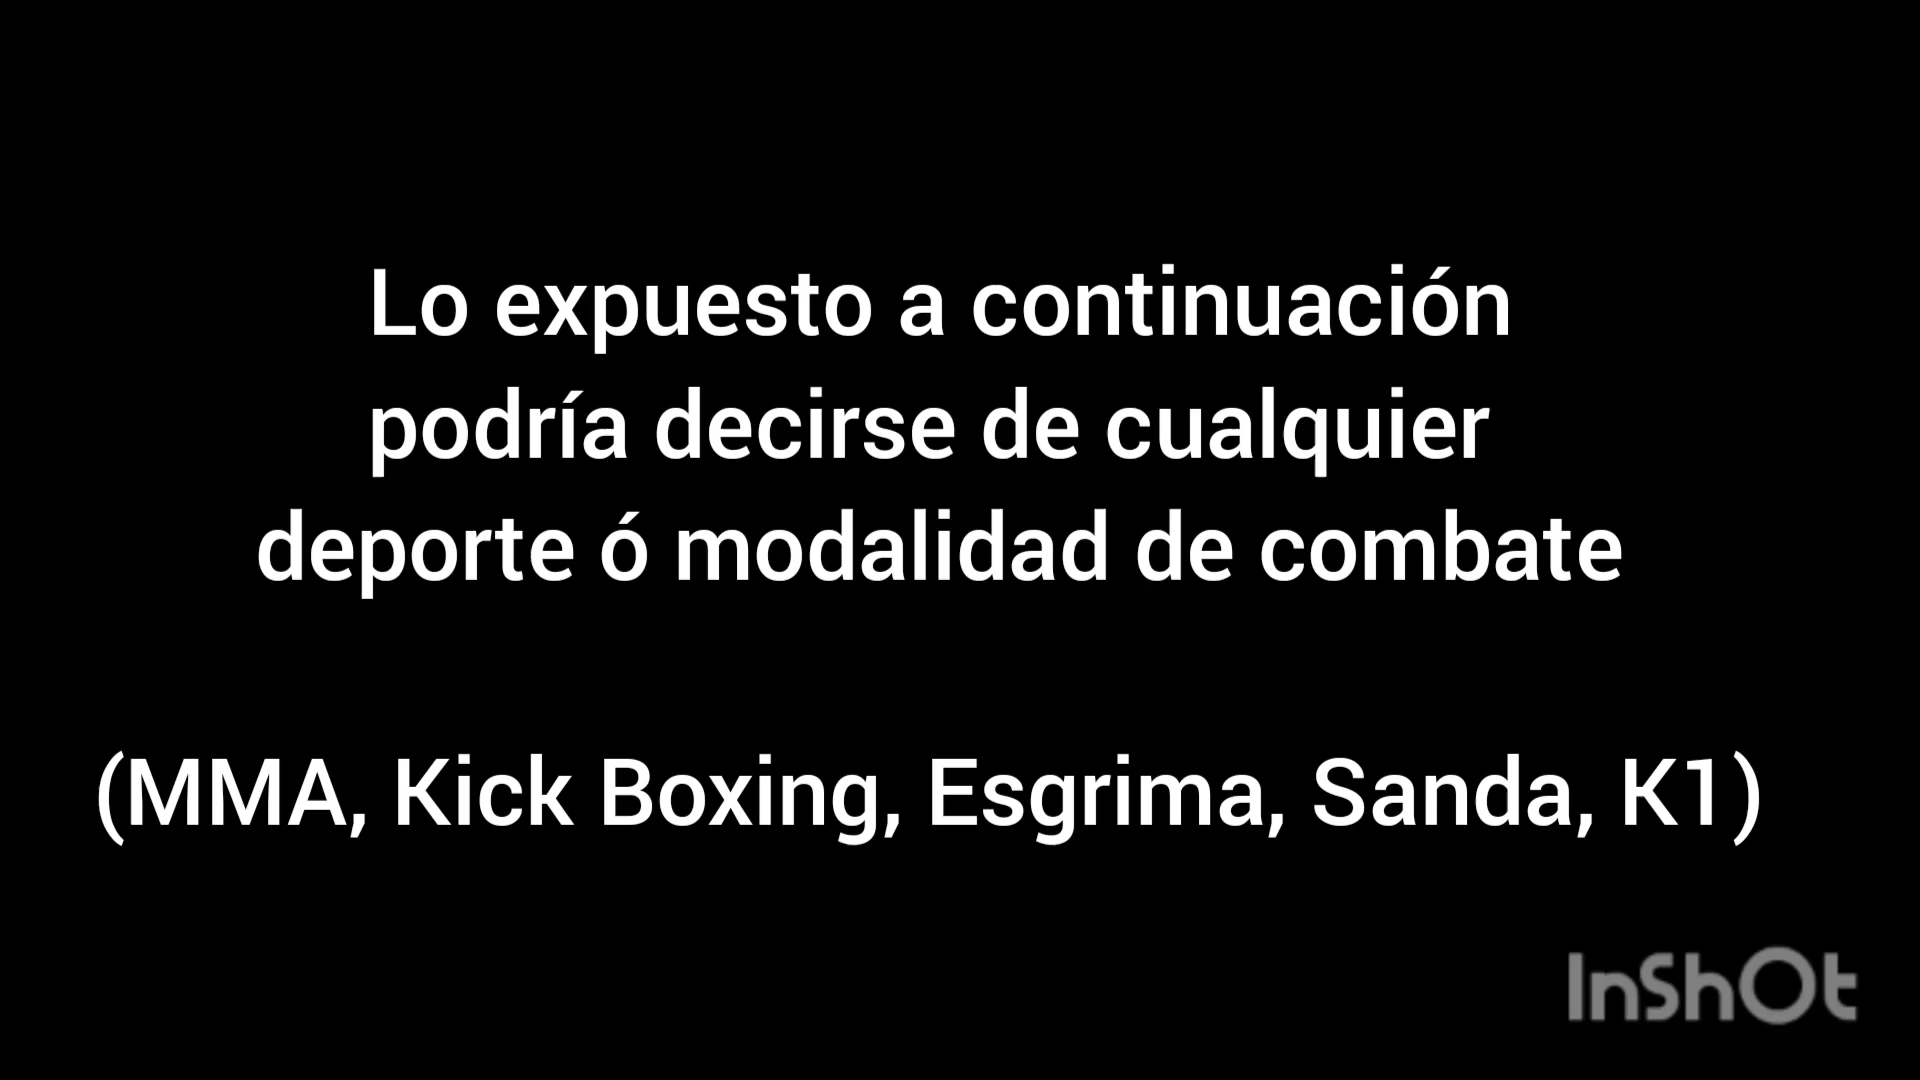 Lo expuesto a continuación
podría decirse de cualquier
deporte ó modalidad de combate
(MMA, Kick Boxing, Esgrima, Sanda, K1)
InShOt